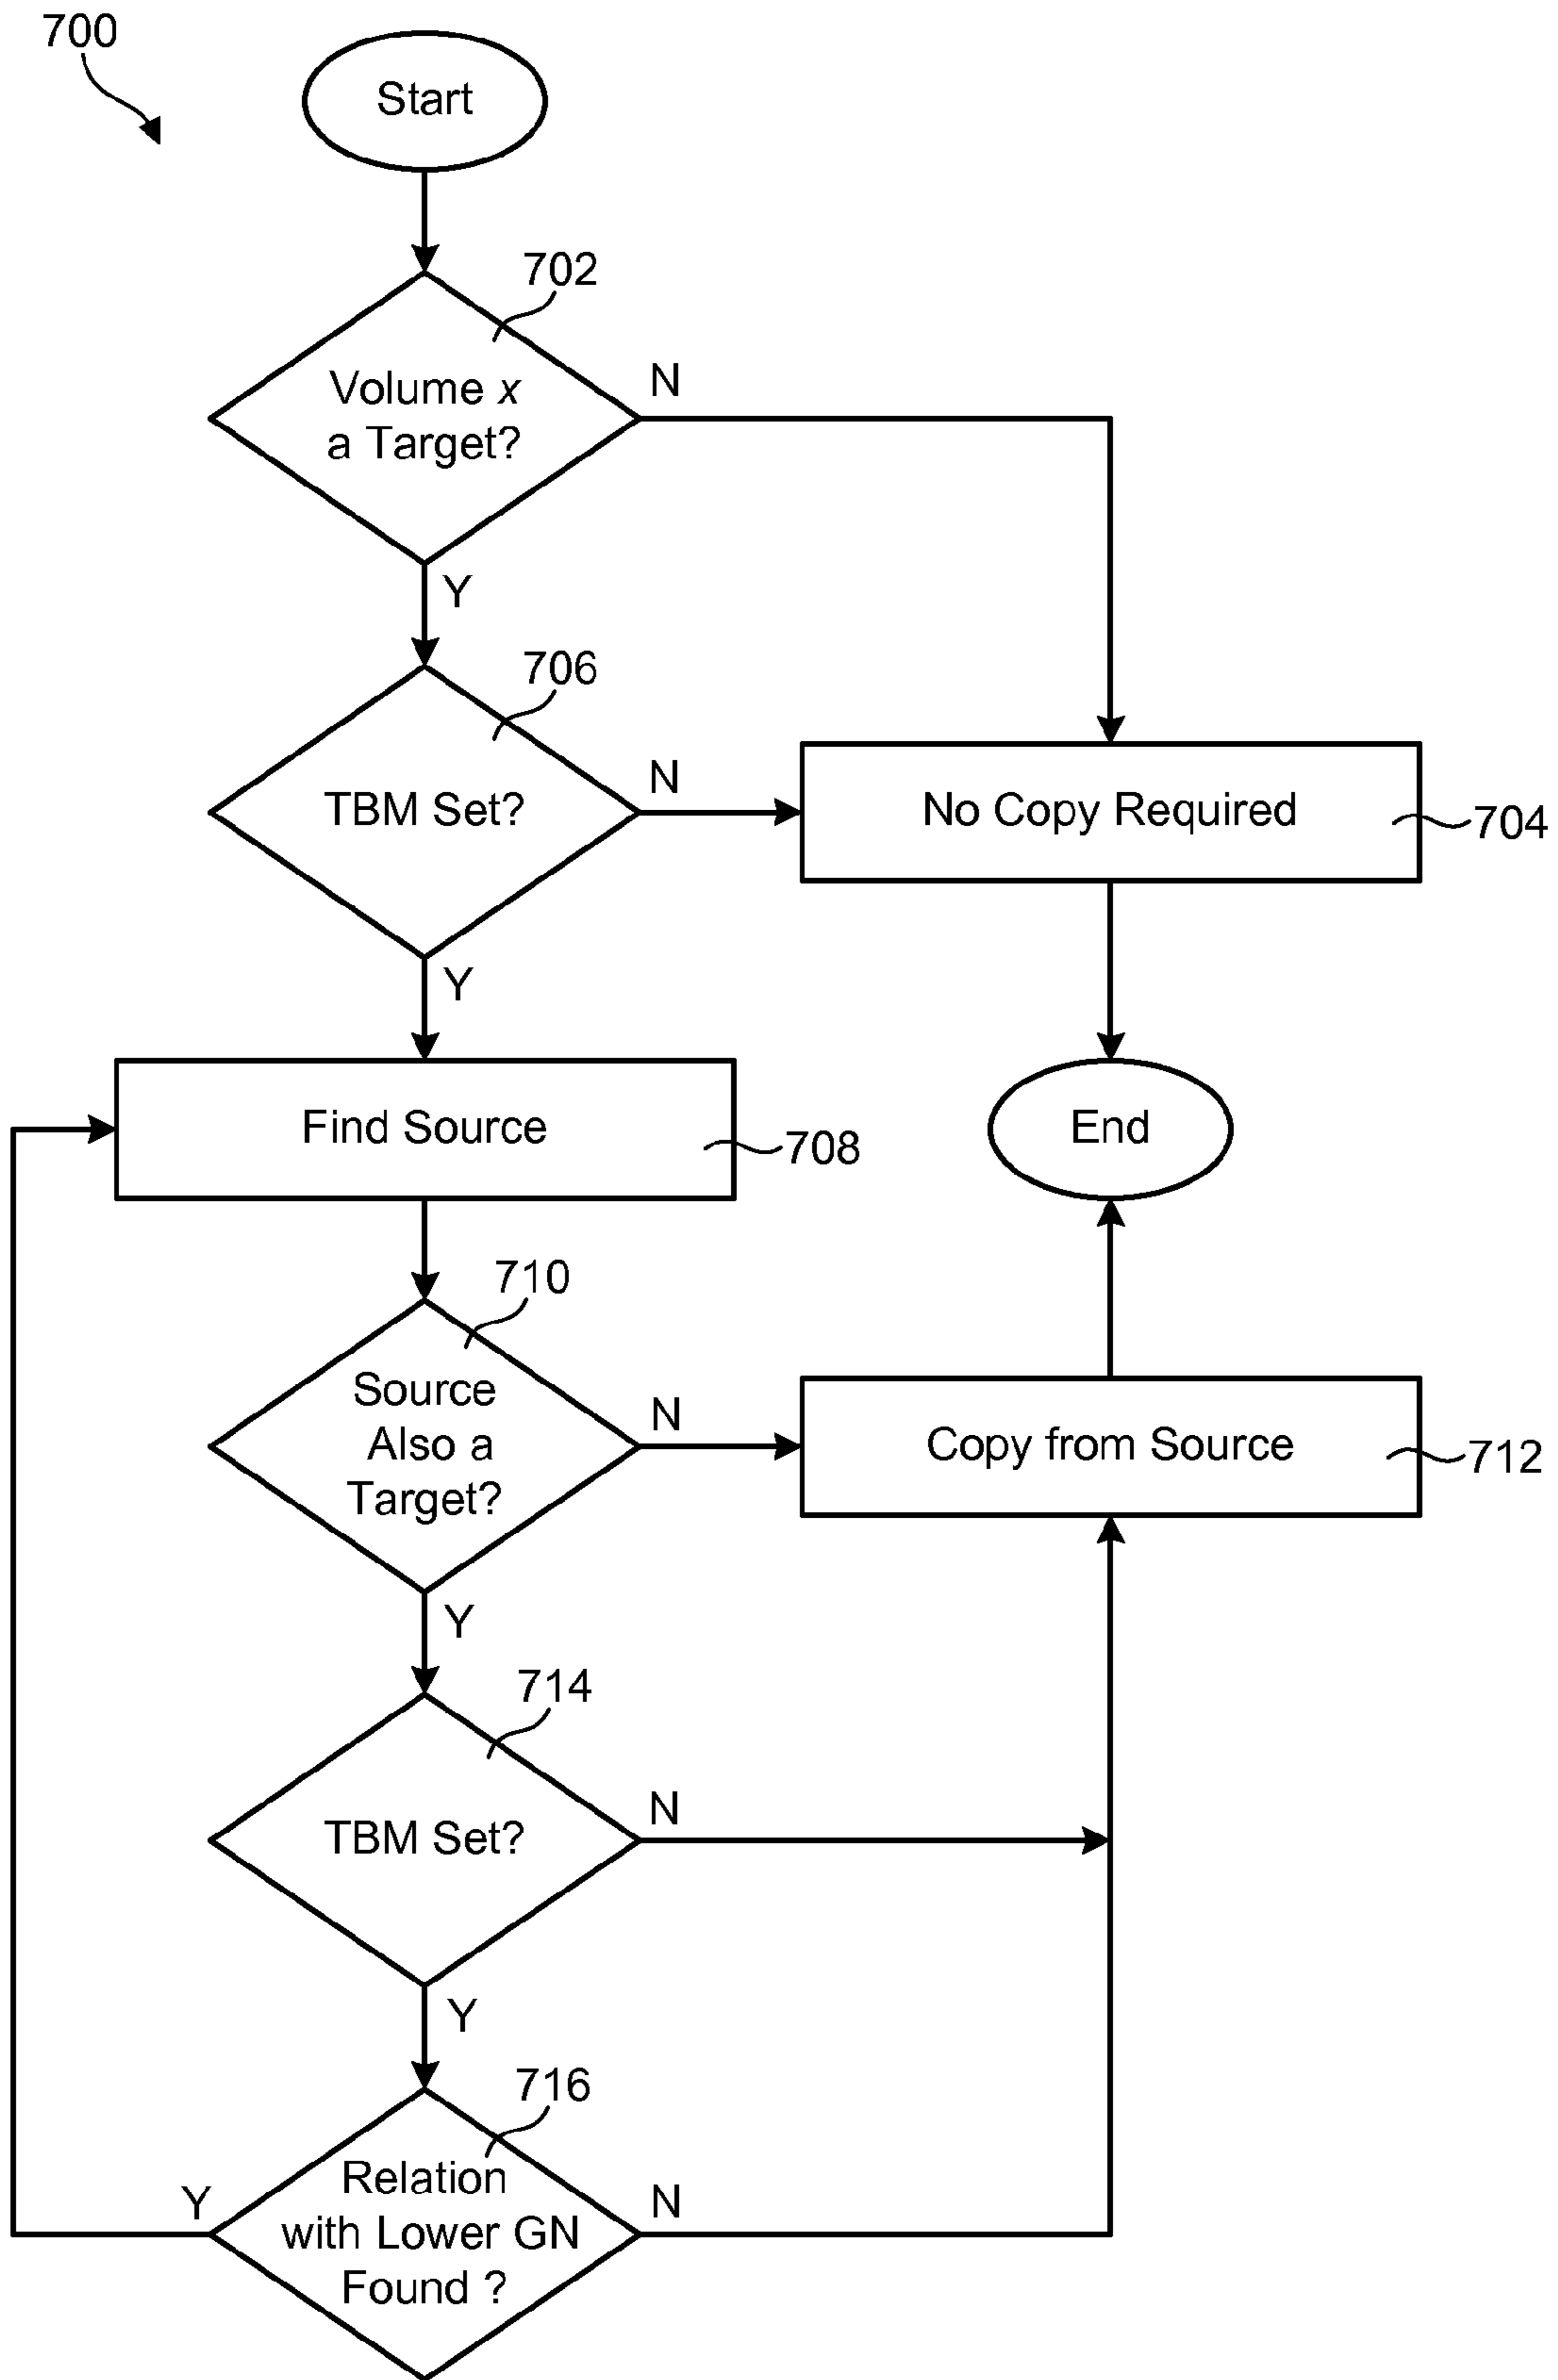 700
Start
702
Volume x
a Target?
N
Y
706
TBM Set?
N
No Copy Required
704
Y
Find Source
708
End
710
Source
Also a
Target?
N
Copy from Source
712
Y
714
TBM Set?
N
Y
716
Relation
with Lower GN
Found ?
Y
N